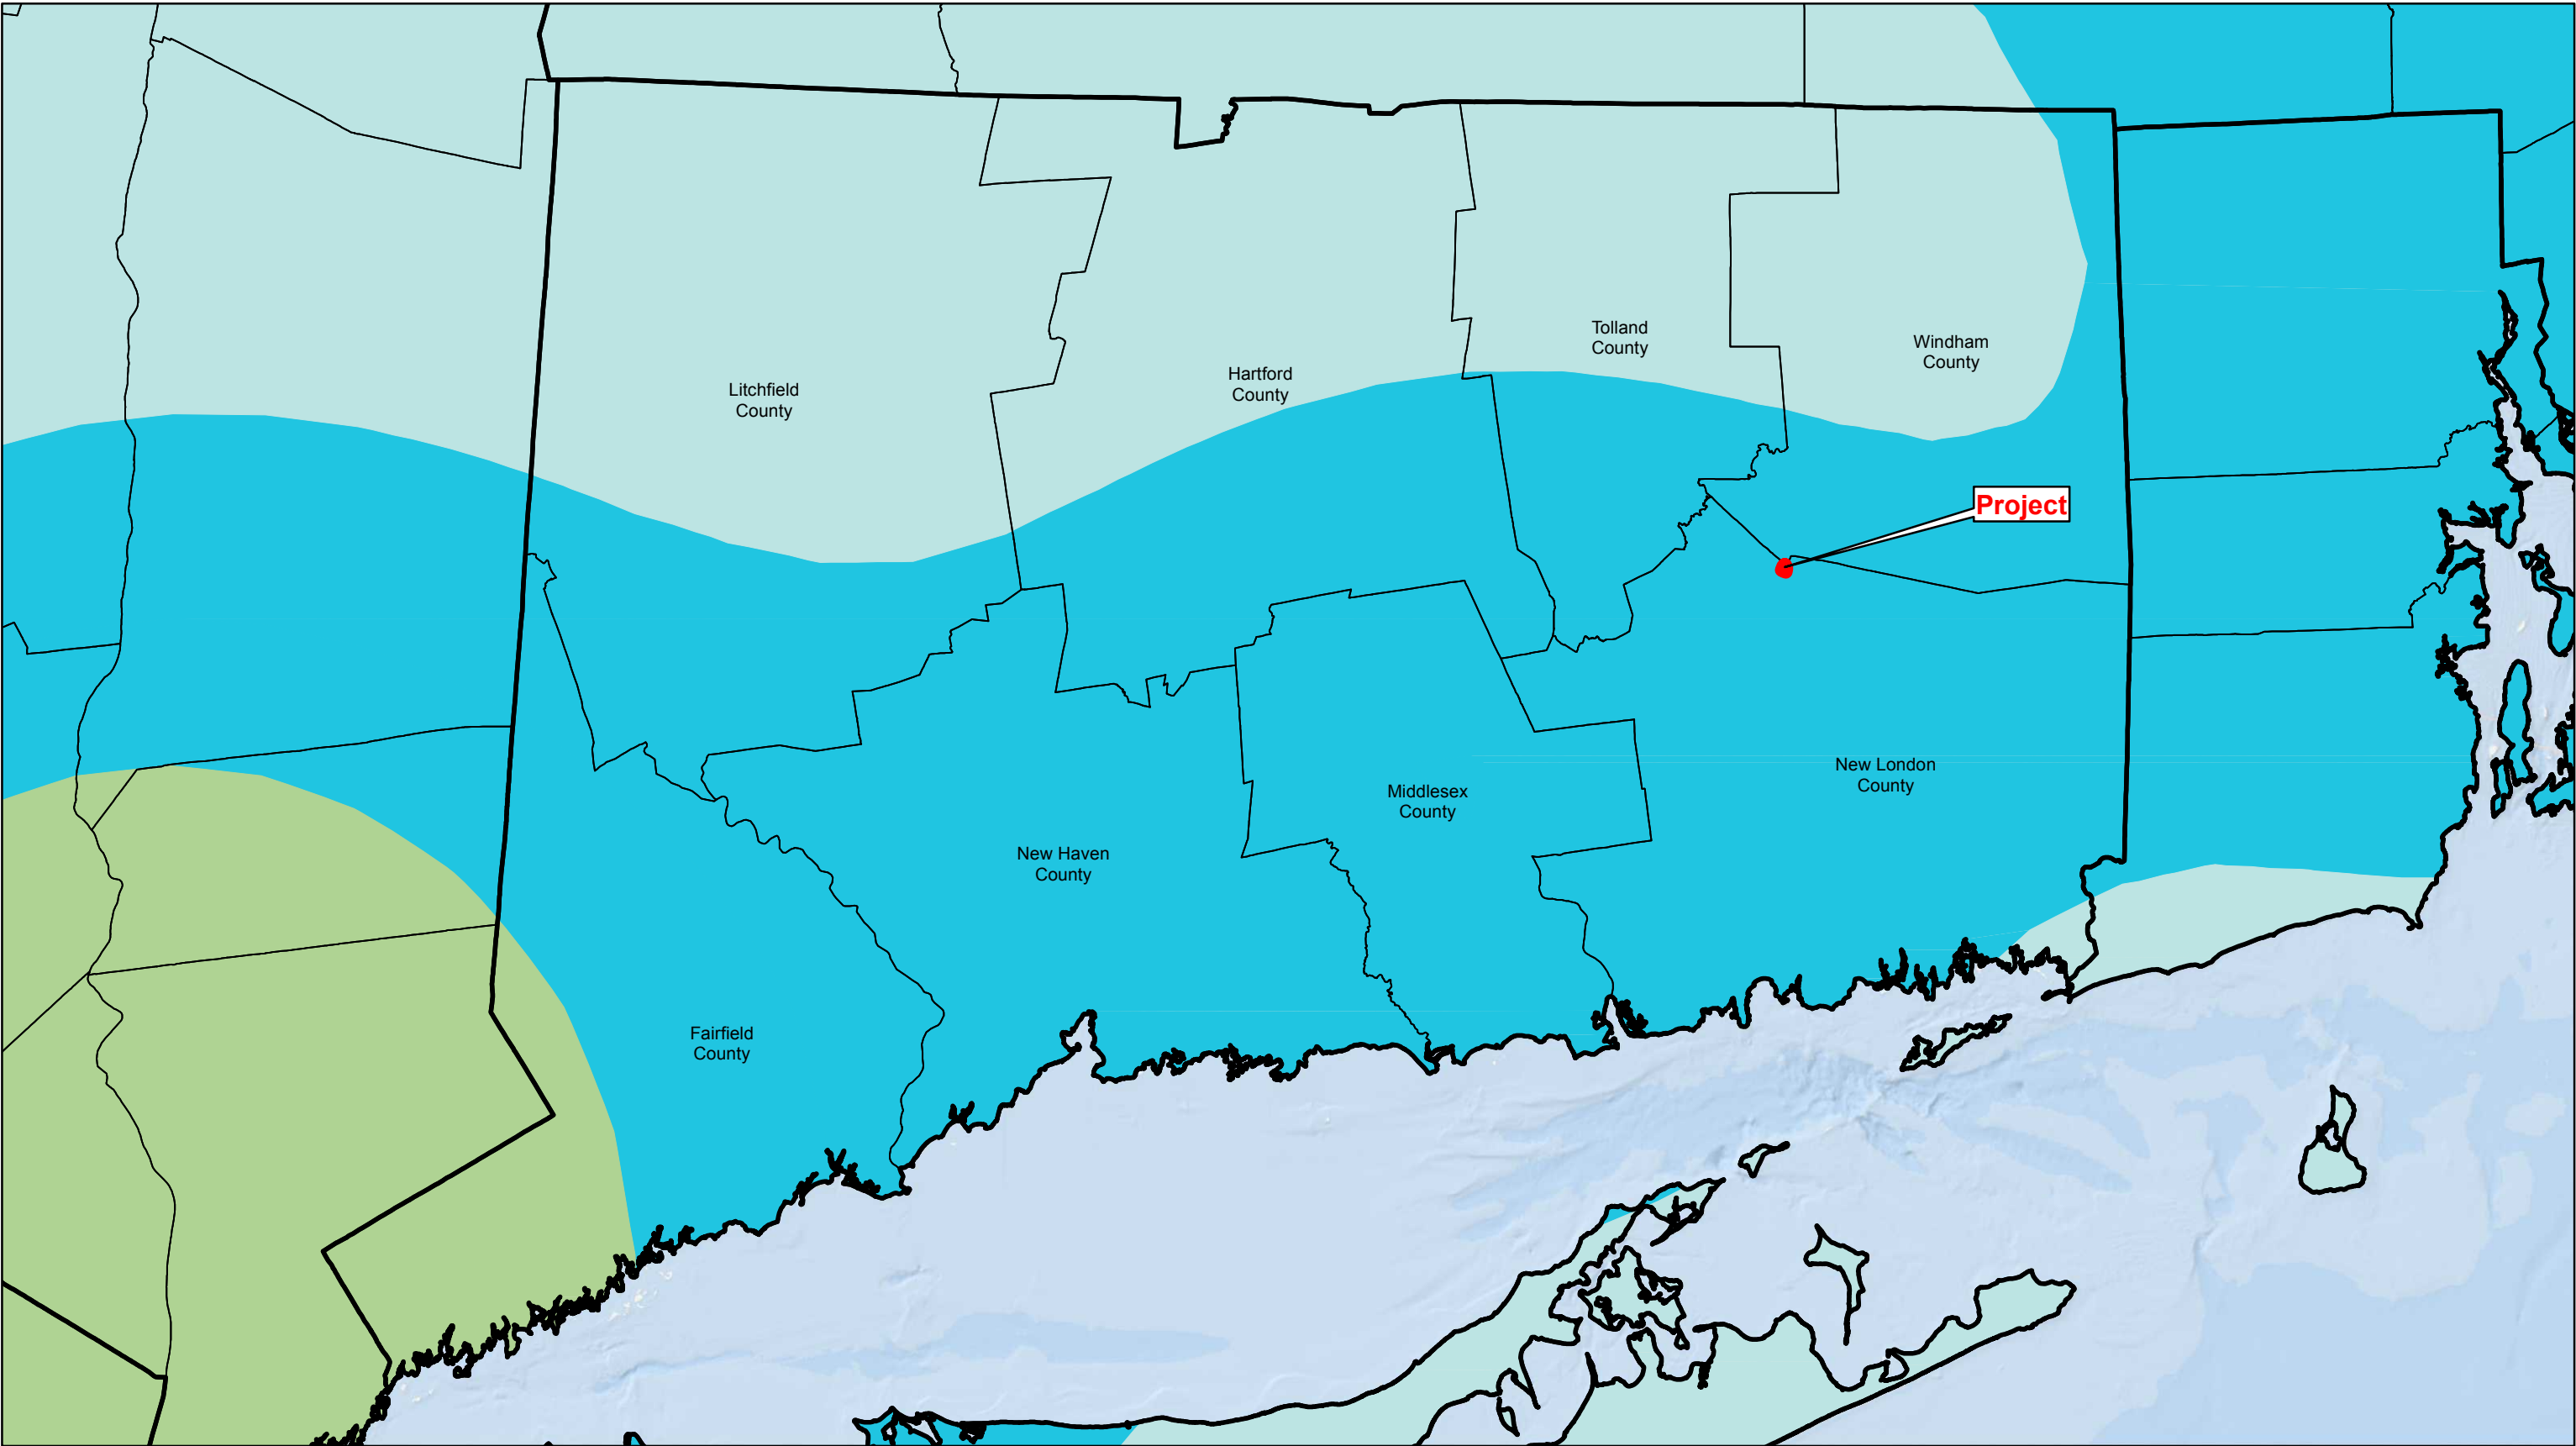 Tolland
County
Windham
County
Hartford
County
Litchfield
County
Project
New London
County
Middlesex
County
New Haven
County
Fairfield
County